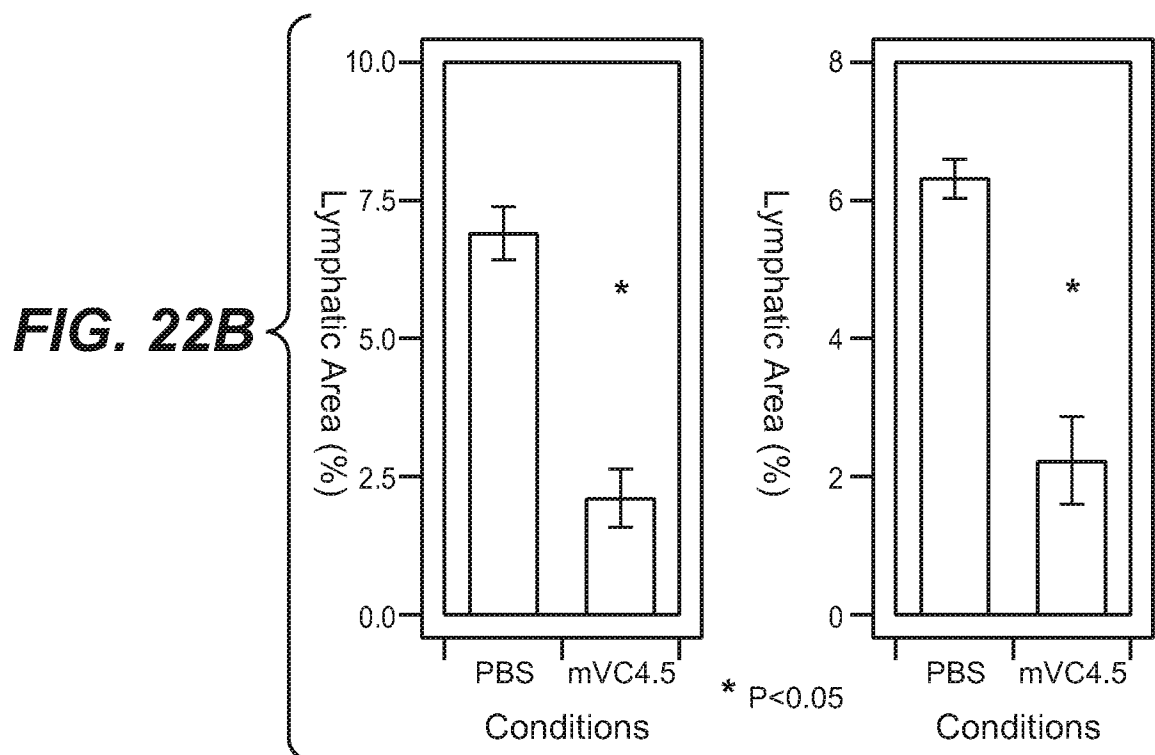 FIG. 22B
Lymphatic Area (%)
10.0
7.5
5.0
2.5
0.0
*
PBS mVC4.5
Conditions
* P<0.05
Lymphatic Area (%)
8
6
4
2
0
*
PBS mVC4.5
Conditions